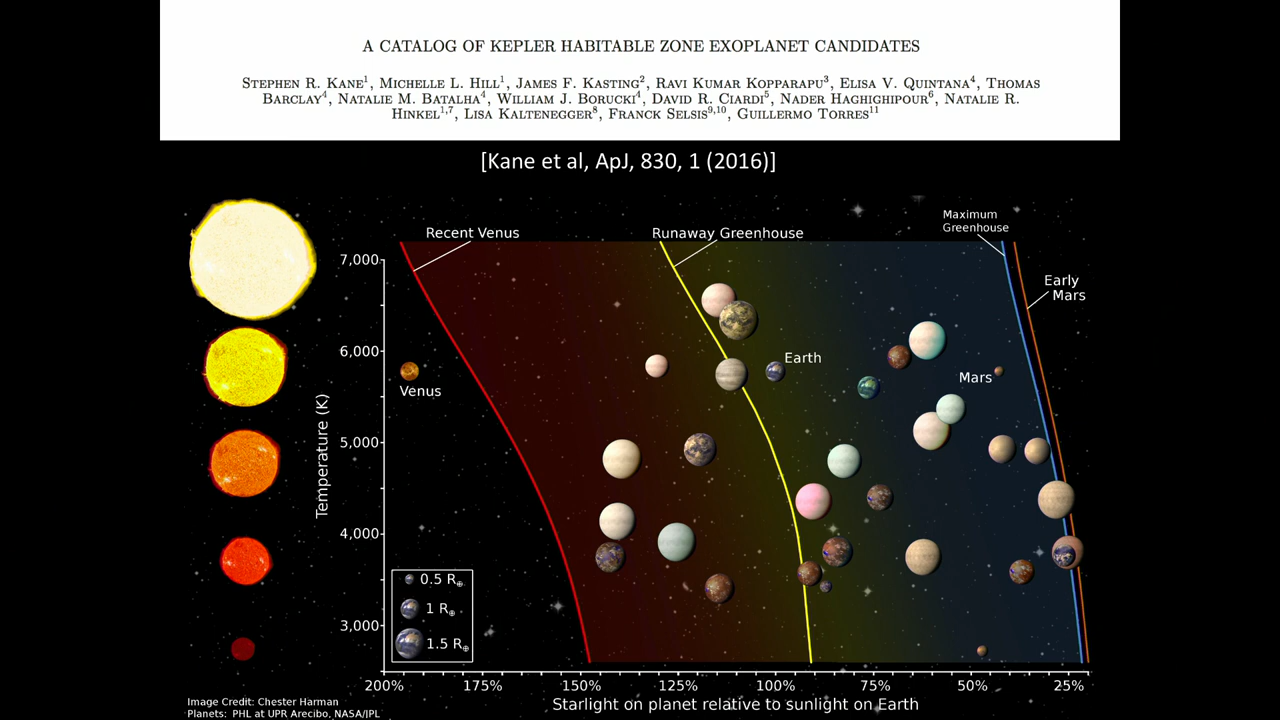 A CATALOG OF KEPLER HABITABLE ZONE EXOPLANET CANDIDATES
STEPHEN R. KANE¹, MICHELLE L. HILL¹, JAMES F. KASTING², RAVI KUMAR KOPPARAPU³, ELISA V. QUINTANA⁴, THOMAS
BARCLAY⁴, NATALIE M. BATALHA⁴, WILLIAM J. BORUCKI⁴, DAVID R. CIARDI⁵, NADER HAGHIGHIPOUR⁶, NATALIE R.
HINKEL¹,⁷, LISA KALTENEGGER⁸, FRANCK SELSIS⁹,¹⁰, GUILLERMO TORRES¹¹
[Kane et al, ApJ, 830, 1 (2016)]
Recent Venus
Runaway Greenhouse
Maximum
Greenhouse
Early
Mars
7,000
6,000
5,000
4,000
3,000
Temperature (K)
Venus
Earth
Mars
0.5 R⊕
1 R⊕
1.5 R⊕
200% 175% 150% 125% 100% 75% 50% 25%
Starlight on planet relative to sunlight on Earth
Image Credit: Chester Harman
Planets: PHL at UPR Arecibo, NASA/JPL